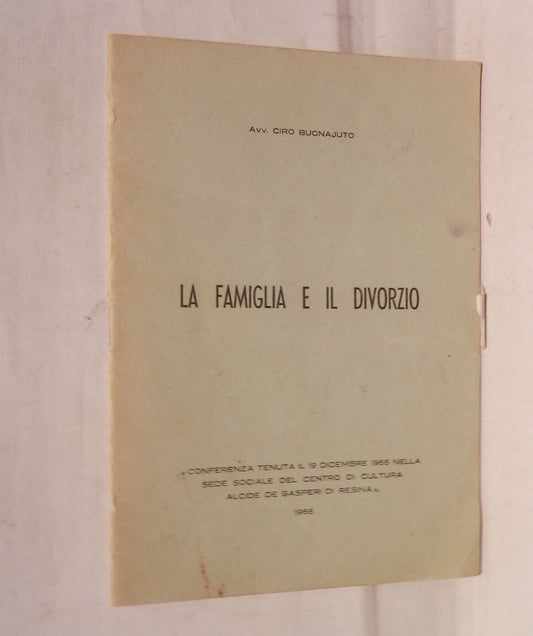 Avv. CIRO BUONAJUTO
LA FAMIGLIA E IL DIVORZIO
« CONFERENZA TENUTA IL 19 DICEMBRE 1965 NELLA
SEDE SOCIALE DEL CENTRO DI CULTURA
ALCIDE DE GASPERI DI RESINA »
1966